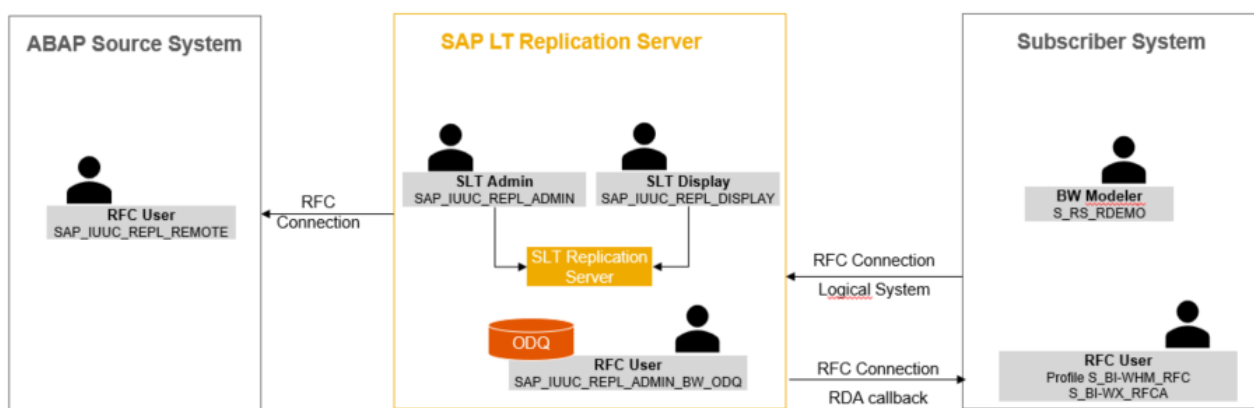 ABAP Source System
RFC User
SAP_IUUC_REPL_REMOTE
RFC
Connection
SAP LT Replication Server
SLT Admin
SAP_IUUC_REPL_ADMIN
SLT Display
SAP_IUUC_REPL_DISPLAY
SLT Replication
Server
ODQ
RFC User
SAP_IUUC_REPL_ADMIN_BW_ODQ
RFC Connection
Logical System
RFC Connection
RDA callback
Subscriber System
BW Modeler
S_RS_RDEMO
RFC User
Profile S_BI-WHM_RFC
S_BI-WX_RFCA